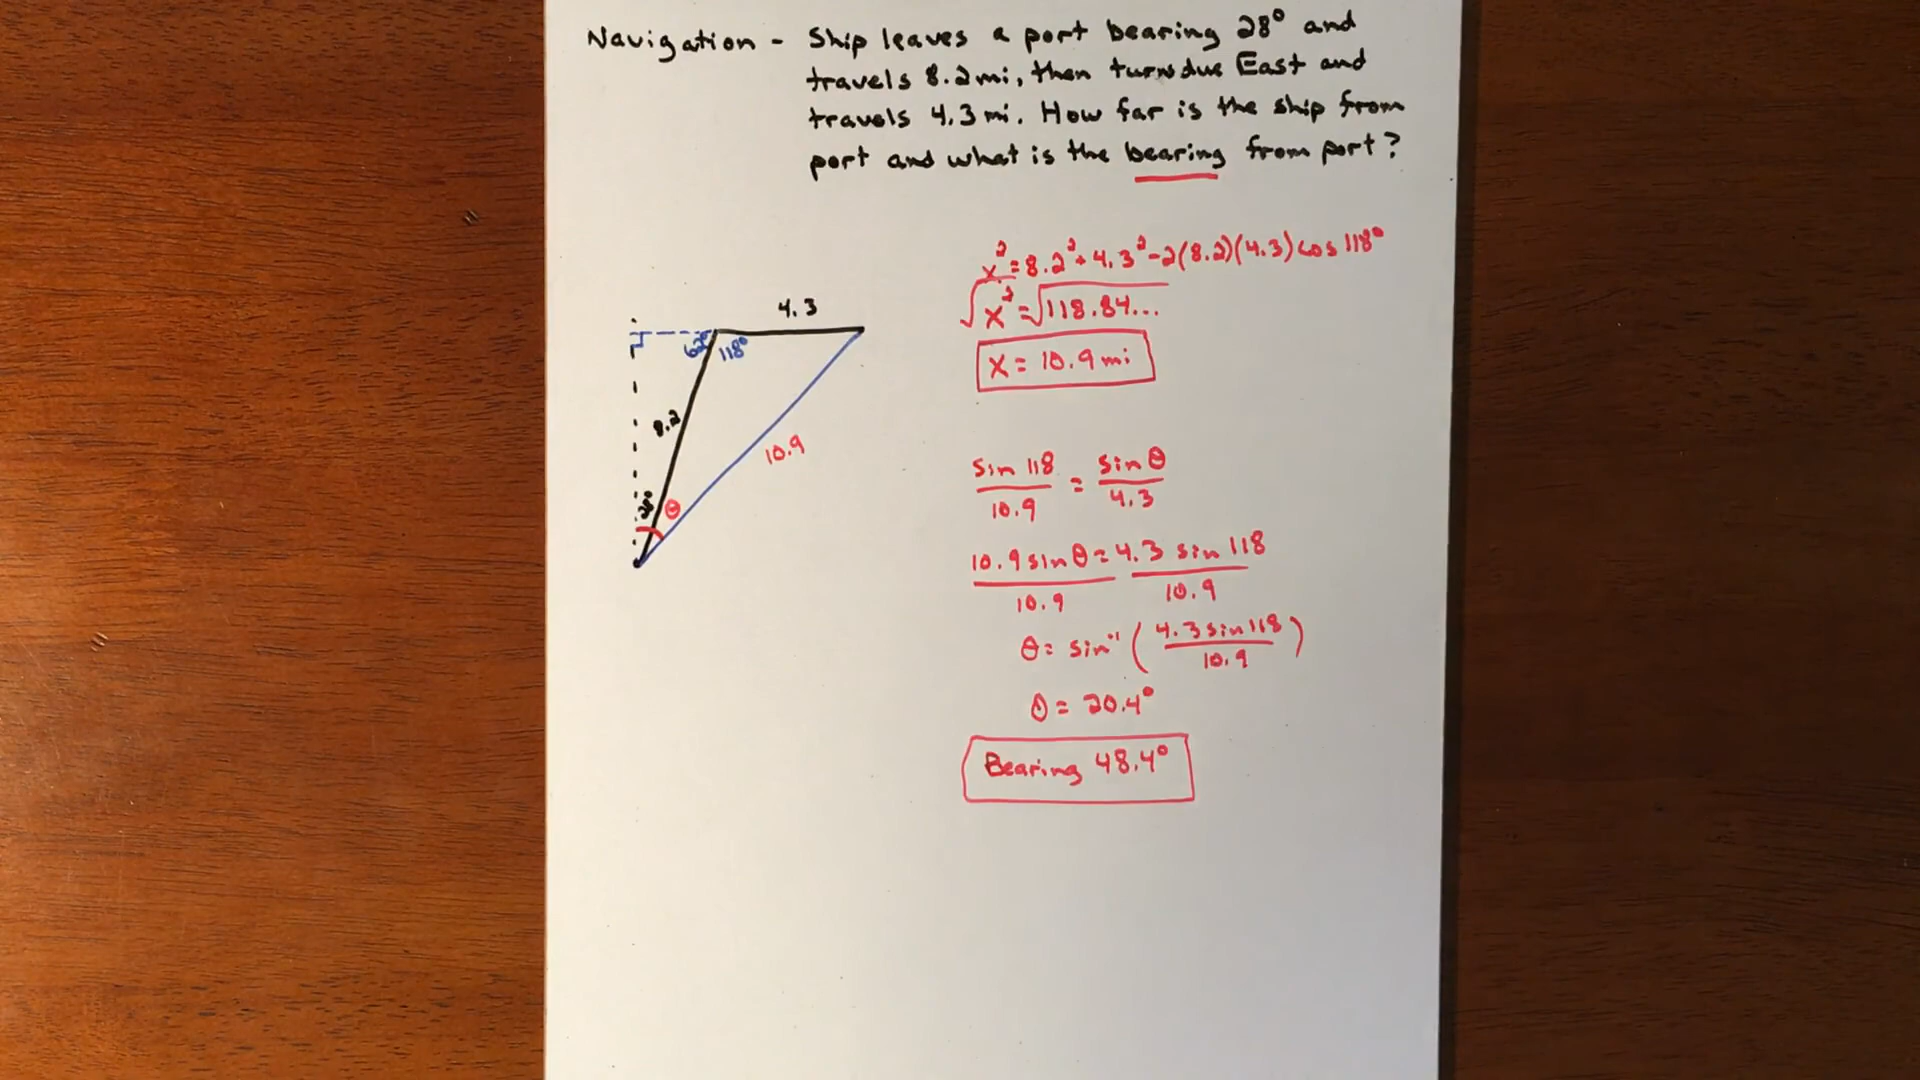 Navigation - Ship leaves a port bearing 28° and
travels 8.2mi, then turns due East and
travels 4.3 mi. How far is the ship from
port and what is the bearing from port?
x² = 8.2² + 4.3² - 2(8.2)(4.3) cos 118°
√x² = √118.84...
x = 10.9 mi
4.3
62° 118°
8.2
10.9
28° θ
sin 118 / 10.9 = sin θ / 4.3
10.9 sin θ / 10.9 = 4.3 sin 118 / 10.9
θ = sin⁻¹ ( 4.3 sin 118 / 10.9 )
θ = 20.4°
Bearing 48.4°